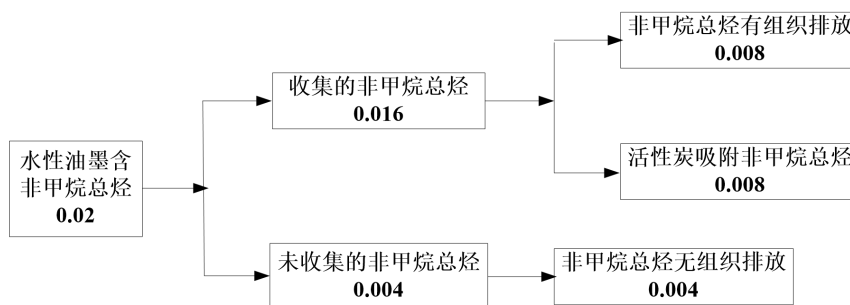 水性油墨含
非甲烷总烃
0.02
收集的非甲烷总烃
0.016
非甲烷总烃有组织排放
0.008
活性炭吸附非甲烷总烃
0.008
未收集的非甲烷总烃
0.004
非甲烷总烃无组织排放
0.004